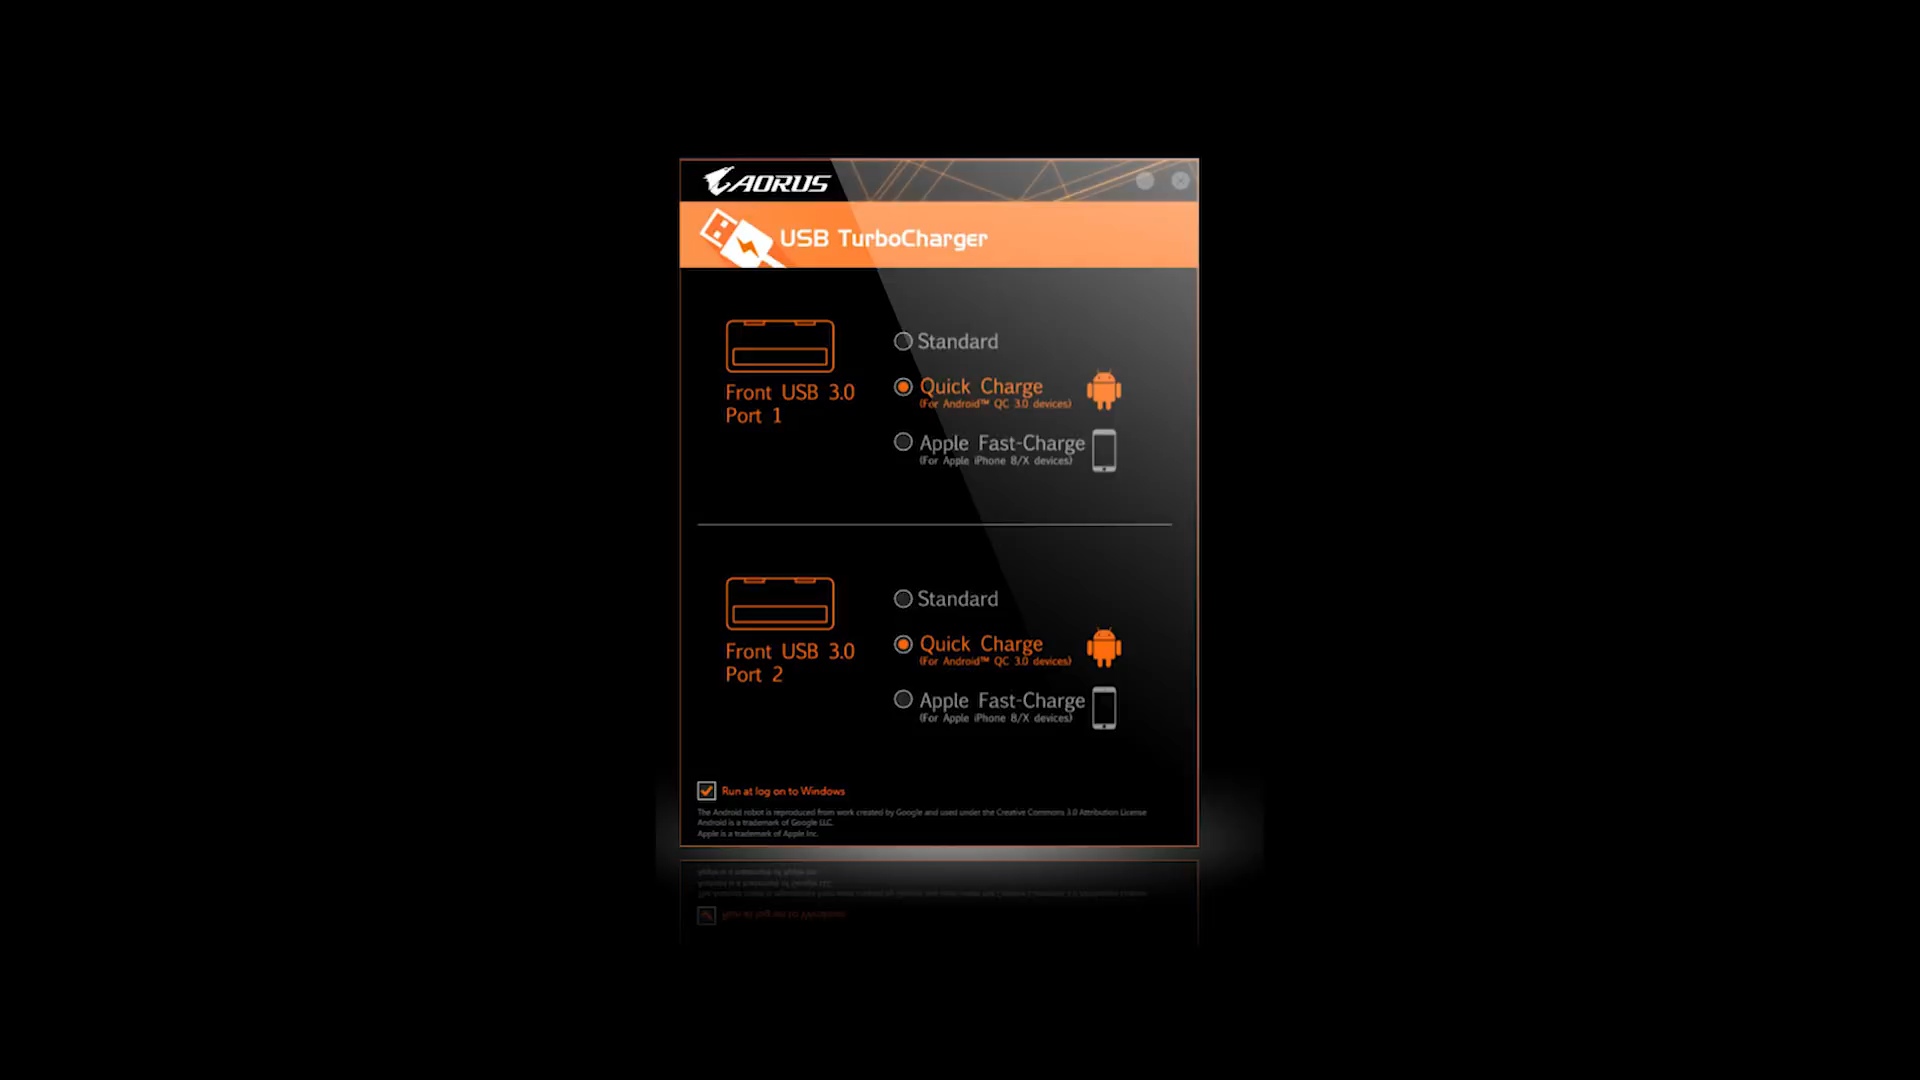 AORUS
USB TurboCharger
Standard
Quick Charge
(For Android™ QC 3.0 devices)
Front USB 3.0
Port 1
Apple Fast-Charge
(For Apple iPhone 8/X devices)
Standard
Quick Charge
(For Android™ QC 3.0 devices)
Front USB 3.0
Port 2
Apple Fast-Charge
(For Apple iPhone 8/X devices)
Run at log on to Windows
The Android robot is reproduced from work created by Google and used under the Creative Commons 3.0 Attribution License
Android is a trademark of Google LLC.
Apple is a trademark of Apple Inc.